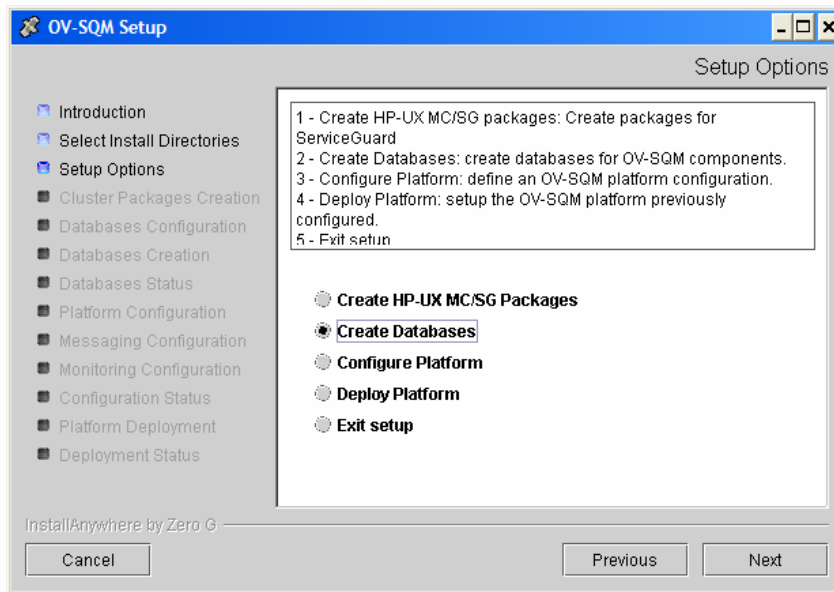 OV-SQM Setup
Setup Options
Introduction
Select Install Directories
Setup Options
Cluster Packages Creation
Databases Configuration
Databases Creation
Databases Status
Platform Configuration
Messaging Configuration
Monitoring Configuration
Configuration Status
Platform Deployment
Deployment Status
1 - Create HP-UX MC/SG packages: Create packages for
ServiceGuard
2 - Create Databases: create databases for OV-SQM components.
3 - Configure Platform: define an OV-SQM platform configuration.
4 - Deploy Platform: setup the OV-SQM platform previously
configured.
5 - Exit setup
Create HP-UX MC/SG Packages
Create Databases
Configure Platform
Deploy Platform
Exit setup
InstallAnywhere by Zero G
Cancel
Previous
Next